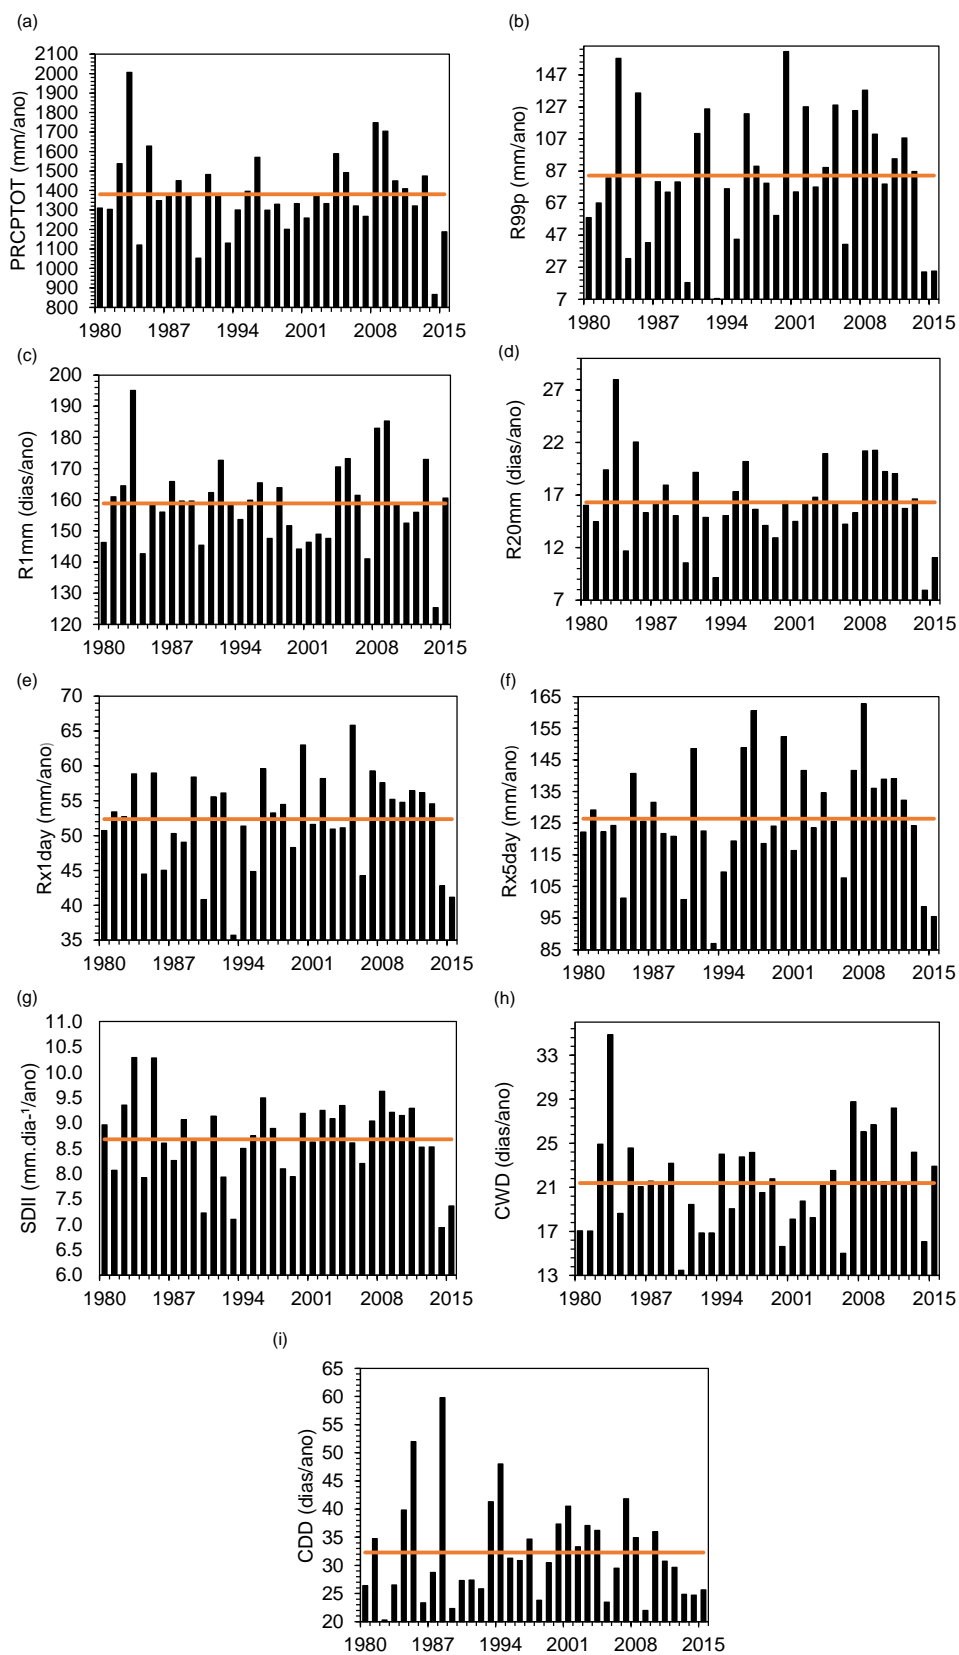 (a)
PRCPTOT (mm/ano)
2100
2000
1900
1800
1700
1600
1500
1400
1300
1200
1100
1000
900
800
1980 1987 1994 2001 2008 2015
(b)
R99p (mm/ano)
147
127
107
87
67
47
27
7
1980 1987 1994 2001 2008 2015
(c)
R1mm (dias/ano)
200
190
180
170
160
150
140
130
120
1980 1987 1994 2001 2008 2015
(d)
R20mm (dias/ano)
27
22
17
12
7
1980 1987 1994 2001 2008 2015
(e)
Rx1day (mm/ano)
70
65
60
55
50
45
40
35
1980 1987 1994 2001 2008 2015
(f)
Rx5day (mm/ano)
165
145
125
105
95
85
115
135
155
1980 1987 1994 2001 2008 2015
(g)
SDII (mm.dia-¹/ano)
11.0
10.5
10.0
9.5
9.0
8.5
8.0
7.5
7.0
6.5
6.0
1980 1987 1994 2001 2008 2015
(h)
CWD (dias/ano)
33
29
25
21
17
13
1980 1987 1994 2001 2008 2015
(i)
CDD (dias/ano)
65
60
55
50
45
40
35
30
25
20
1980 1987 1994 2001 2008 2015